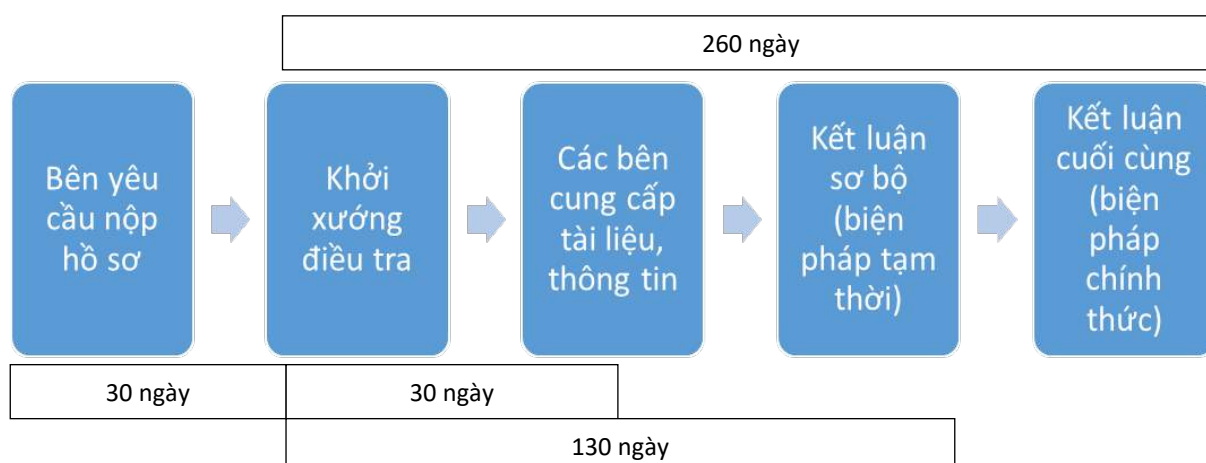 260 ngày
Bên yêu
cầu nộp
hồ sơ
Khởi
xướng
điều tra
Các bên
cung cấp
tài liệu,
thông tin
Kết luận
sơ bộ
(biện
pháp tạm
thời)
Kết luận
cuối cùng
(biện
pháp
chính
thức)
30 ngày
30 ngày
130 ngày